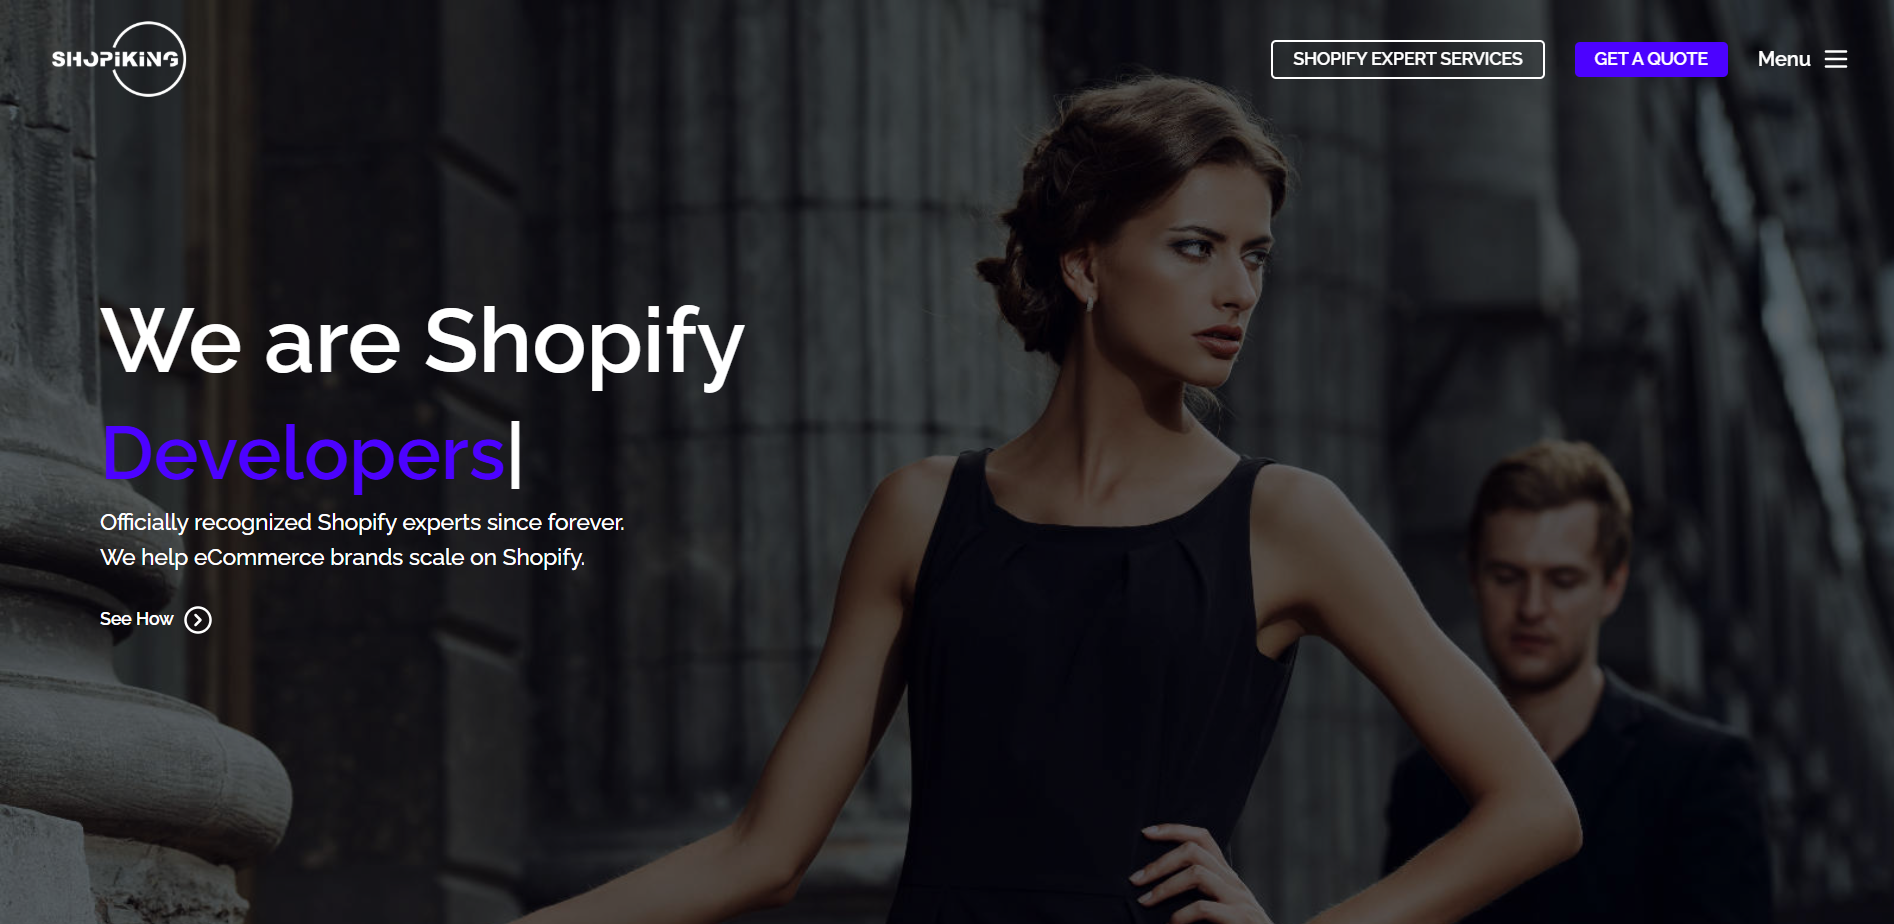 SHOPiKiNG
SHOPIFY EXPERT SERVICES
GET A QUOTE
Menu
We are Shopify
Developers|
Officially recognized Shopify experts since forever.
We help eCommerce brands scale on Shopify.
See How